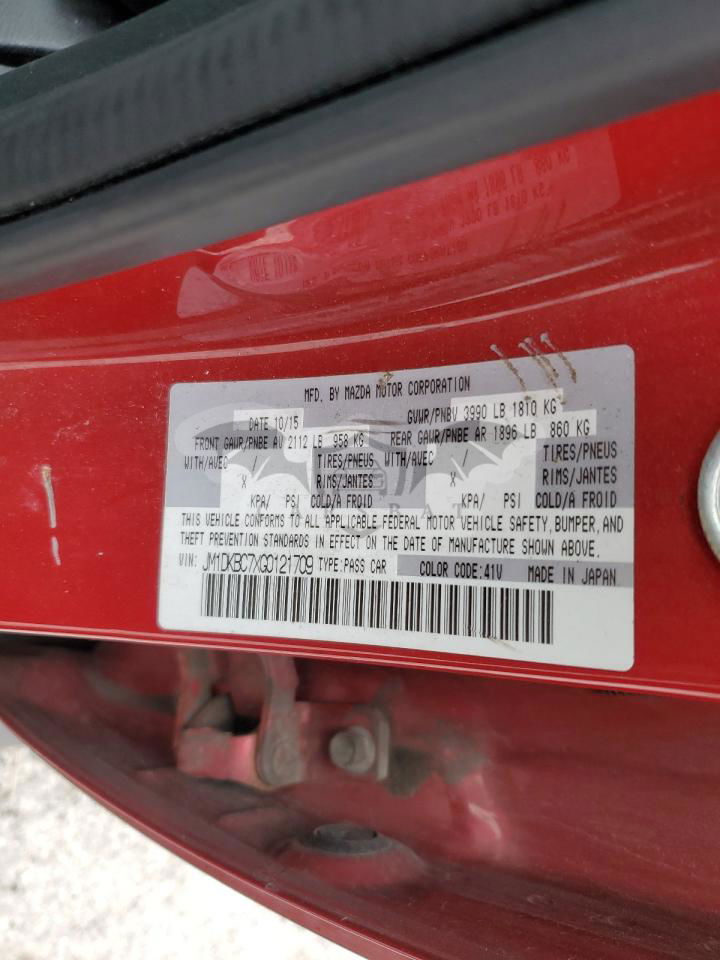 MFD. BY MAZDA MOTOR CORPORATION
DATE 10/15 GVWR/PNBV 3990 LB 1810 KG
FRONT GAWR/PNBE AV 2112 LB 958 KG REAR GAWR/PNBE AR 1896 LB 860 KG
WITH/AVEC / TIRES/PNEUS WITH/AVEC / TIRES/PNEUS
X RIMS/JANTES X RIMS/JANTES
KPA/ PSI COLD/A FROID KPA/ PSI COLD/A FROID
THIS VEHICLE CONFORMS TO ALL APPLICABLE FEDERAL MOTOR VEHICLE SAFETY, BUMPER, AND
THEFT PREVENTION STANDARDS IN EFFECT ON THE DATE OF MANUFACTURE SHOWN ABOVE.
VIN: JM1DKBC7XG0121709 TYPE:PASS CAR COLOR CODE:41V MADE IN JAPAN